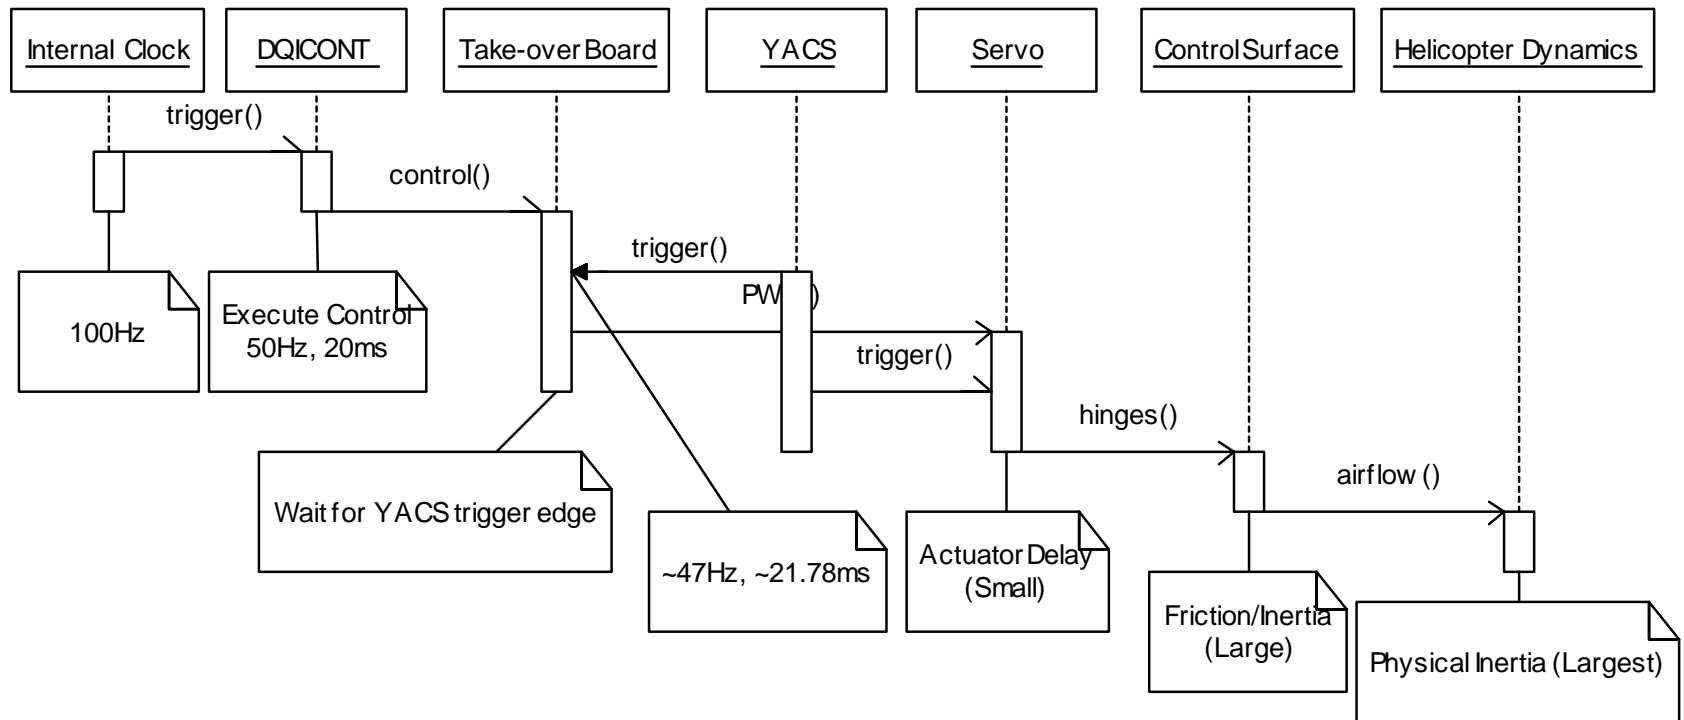 Internal Clock
DQICONT
Take-over Board
YACS
Servo
Control Surface
Helicopter Dynamics
trigger()
control()
trigger()
PW )
trigger()
hinges()
airflow ()
100Hz
Execute Control
50Hz, 20ms
Wait for YACS trigger edge
~47Hz, ~21.78ms
Actuator Delay
(Small)
Friction/Inertia
(Large)
Physical Inertia (Largest)